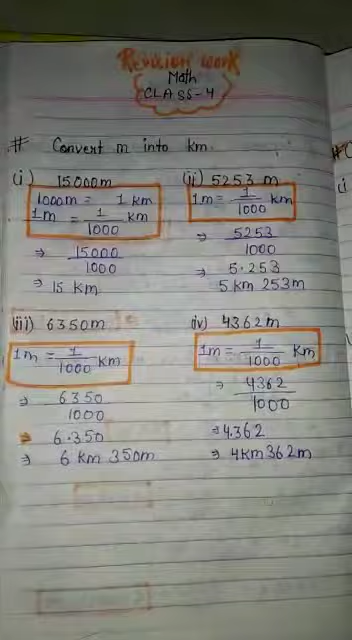 Revision work
Math
CLASS-4
# Convert m into km.
(i) 15000m
1000m = 1 km
1m = 1/1000 km
⇒ 15000/1000
⇒ 15 km
(ii) 5253 m
1m = 1/1000 km
⇒ 5253/1000
⇒ 5.253
5 km 253m
(iii) 6350m
1m = 1/1000 km
⇒ 6350/1000
⇒ 6.350
⇒ 6 km 350m
(iv) 4362m
1m = 1/1000 Km
⇒ 4362/1000
⇒ 4.362
⇒ 4km 362m